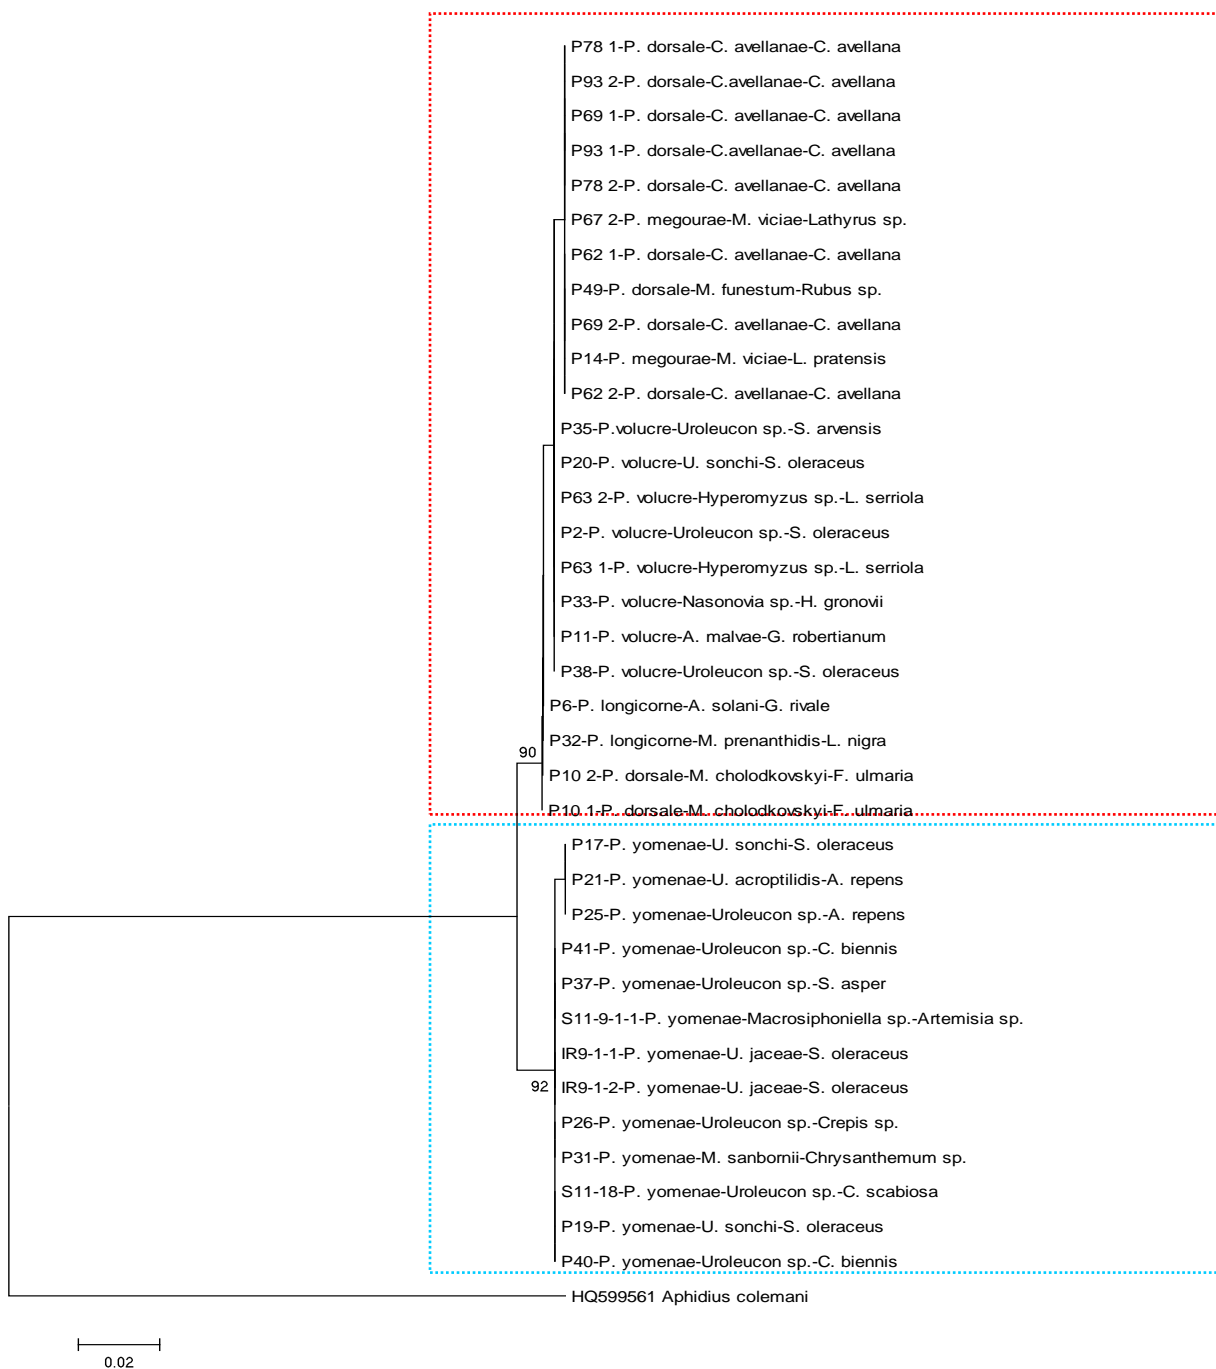 P78 1-P. dorsale-C. avellanae-C. avellana
P93 2-P. dorsale-C.avellanae-C. avellana
P69 1-P. dorsale-C. avellanae-C. avellana
P93 1-P. dorsale-C.avellanae-C. avellana
P78 2-P. dorsale-C. avellanae-C. avellana
P67 2-P. megourae-M. viciae-Lathyrus sp.
P62 1-P. dorsale-C. avellanae-C. avellana
P49-P. dorsale-M. funestum-Rubus sp.
P69 2-P. dorsale-C. avellanae-C. avellana
P14-P. megourae-M. viciae-L. pratensis
P62 2-P. dorsale-C. avellanae-C. avellana
P35-P.volucre-Uroleucon sp.-S. arvensis
P20-P. volucre-U. sonchi-S. oleraceus
P63 2-P. volucre-Hyperomyzus sp.-L. serriola
P2-P. volucre-Uroleucon sp.-S. oleraceus
P63 1-P. volucre-Hyperomyzus sp.-L. serriola
P33-P. volucre-Nasonovia sp.-H. gronovii
P11-P. volucre-A. malvae-G. robertianum
P38-P. volucre-Uroleucon sp.-S. oleraceus
P6-P. longicorne-A. solani-G. rivale
P32-P. longicorne-M. prenanthidis-L. nigra
90
P10 2-P. dorsale-M. cholodkovskyi-F. ulmaria
P10 1-P. dorsale-M. cholodkovskyi-F. ulmaria
P17-P. yomenae-U. sonchi-S. oleraceus
P21-P. yomenae-U. acroptilidis-A. repens
P25-P. yomenae-Uroleucon sp.-A. repens
P41-P. yomenae-Uroleucon sp.-C. biennis
P37-P. yomenae-Uroleucon sp.-S. asper
S11-9-1-1-P. yomenae-Macrosiphoniella sp.-Artemisia sp.
IR9-1-1-P. yomenae-U. jaceae-S. oleraceus
92
IR9-1-2-P. yomenae-U. jaceae-S. oleraceus
P26-P. yomenae-Uroleucon sp.-Crepis sp.
P31-P. yomenae-M. sanbornii-Chrysanthemum sp.
S11-18-P. yomenae-Uroleucon sp.-C. scabiosa
P19-P. yomenae-U. sonchi-S. oleraceus
P40-P. yomenae-Uroleucon sp.-C. biennis
HQ599561 Aphidius colemani
0.02